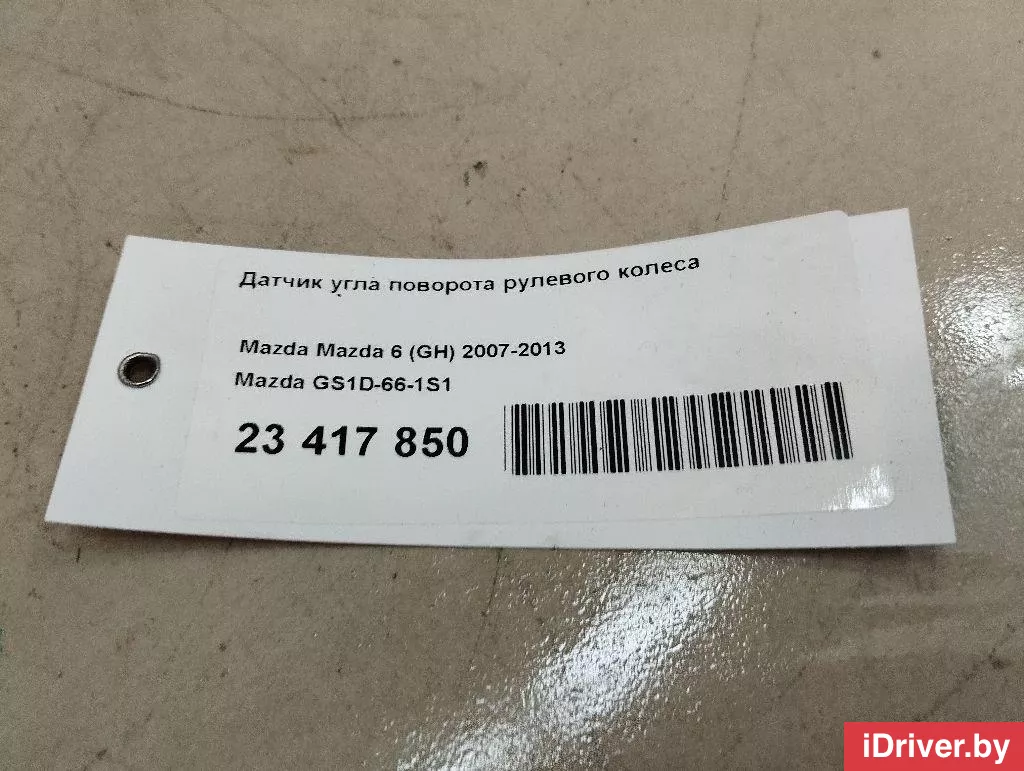 Датчик угла поворота рулевого колеса
Mazda Mazda 6 (GH) 2007-2013
Mazda GS1D-66-1S1
23 417 850
iDriver.by